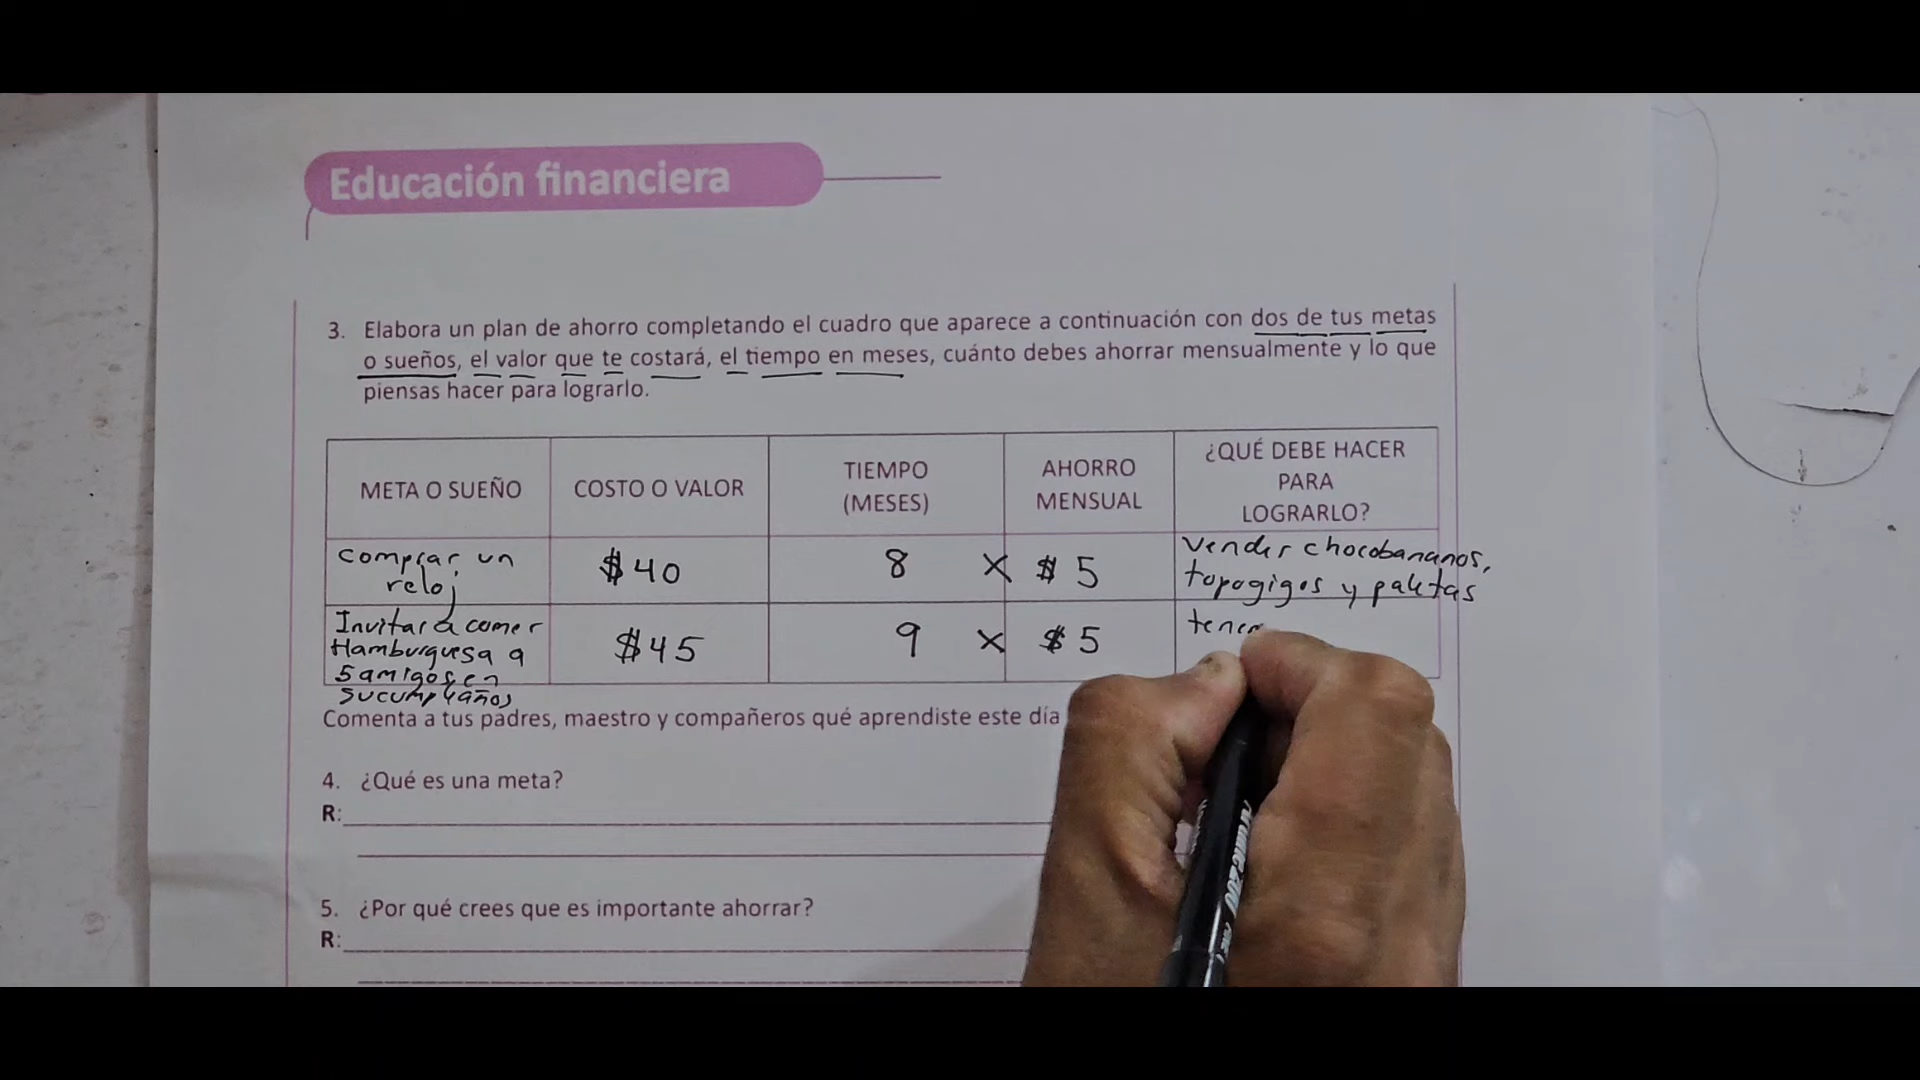 Educación financiera
3. Elabora un plan de ahorro completando el cuadro que aparece a continuación con dos de tus metas
o sueños, el valor que te costará, el tiempo en meses, cuánto debes ahorrar mensualmente y lo que
piensas hacer para lograrlo.
META O SUEÑO
COSTO O VALOR
TIEMPO
(MESES)
AHORRO
MENSUAL
¿QUÉ DEBE HACER
PARA
LOGRARLO?
comprar un
reloj
$40
8
X
$ 5
Vender chocobananos,
topogigos y paletas
Invitar a comer
Hamburguesa a
5 amigos en
su cumpleaños
$45
9
X
$ 5
Comenta a tus padres, maestro y compañeros qué aprendiste este día
4. ¿Qué es una meta?
R:
5. ¿Por qué crees que es importante ahorrar?
R: